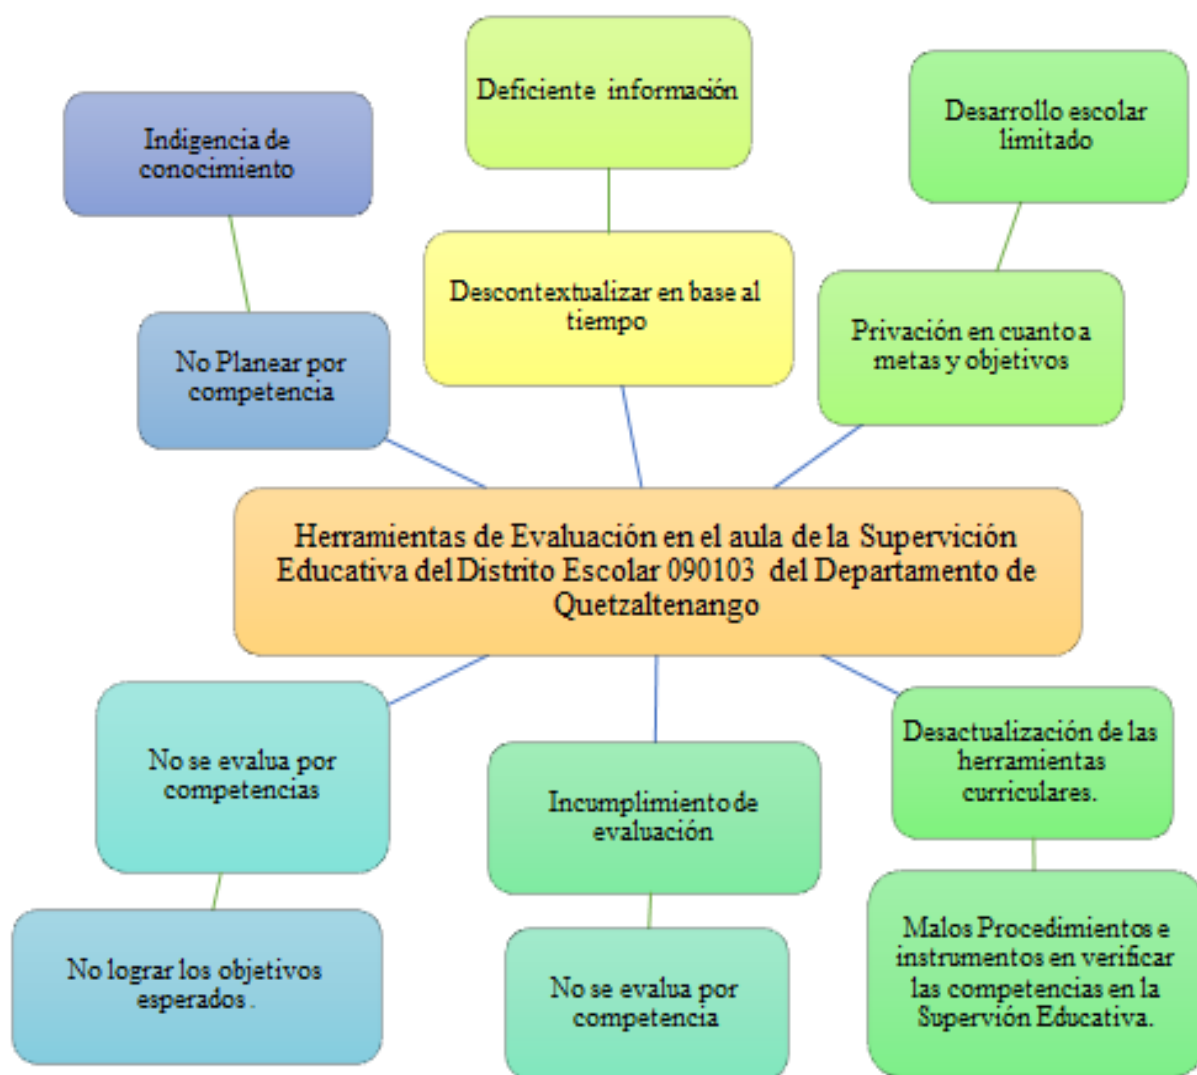 Deficiente información
Desarrollo escolar
limitado
Indigencia de
conocimiento
Descontextualizar en base al
tiempo
Privación en cuanto a
metas y objetivos
No Planear por
competencia
Herramientas de Evaluación en el aula de la Supervición
Educativa del Distrito Escolar 090103 del Departamento de
Quetzaltenango
No se evalua por
competencias
Incumplimiento de
evaluación
Desactualización de las
herramientas
curriculares.
No lograr los objetivos
esperados .
No se evalua por
competencia
Malos Procedimientos e
instrumentos en verificar
las competencias en la
Supervión Educativa.